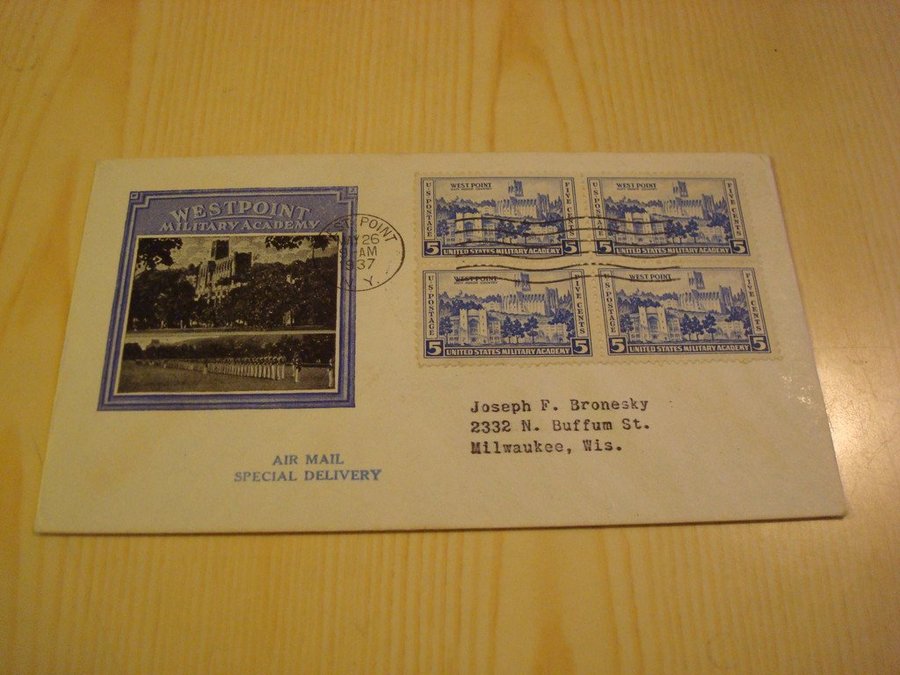 WESTPOINT
MILITARY ACADEMY
POINT
26
AM
1937
N.Y.
WEST POINT
U.S. POSTAGE
FIVE CENTS
5 5
UNITED STATES MILITARY ACADEMY
WEST POINT
U.S. POSTAGE
FIVE CENTS
5 5
UNITED STATES MILITARY ACADEMY
WEST POINT
U.S. POSTAGE
FIVE CENTS
5 5
UNITED STATES MILITARY ACADEMY
WEST POINT
U.S. POSTAGE
FIVE CENTS
5 5
UNITED STATES MILITARY ACADEMY
Joseph F. Bronesky
2332 N. Buffum St.
Milwaukee, Wis.
AIR MAIL
SPECIAL DELIVERY